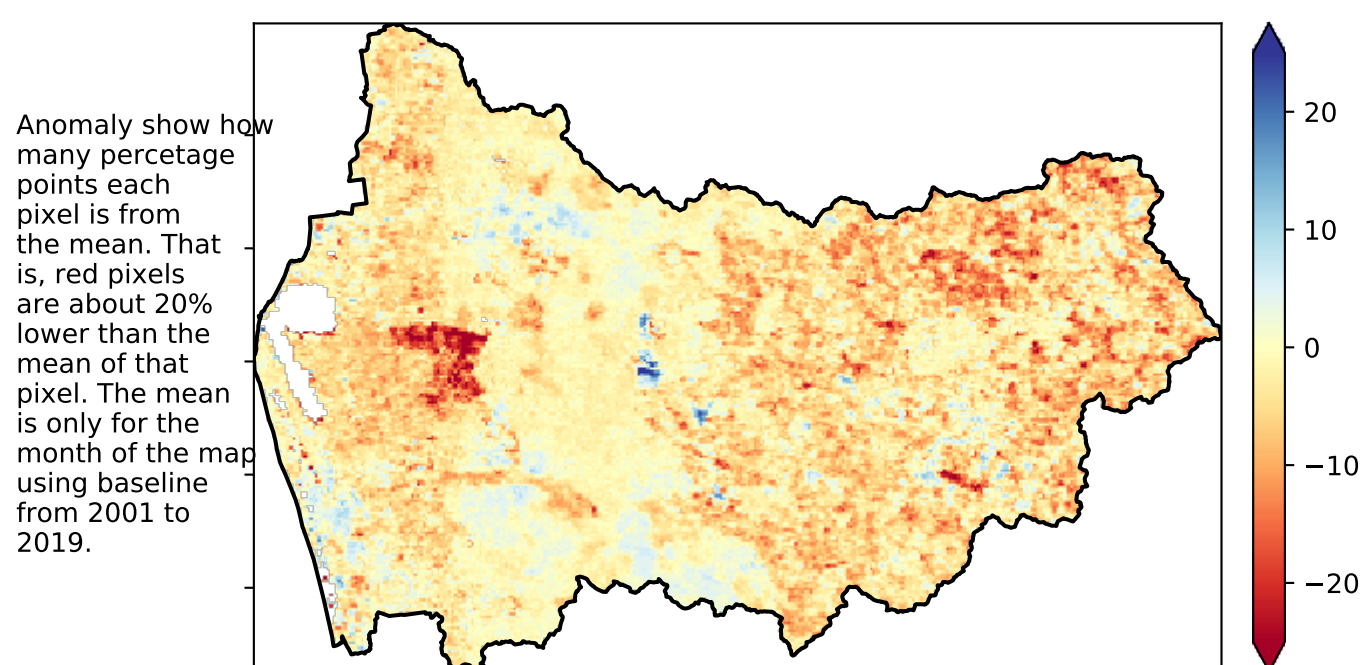 Anomaly show how
many percetage
points each
pixel is from
the mean. That
is, red pixels
are about 20%
lower than the
mean of that
pixel. The mean
is only for the
month of the map
using baseline
from 2001 to
2019.
20
10
0
−10
−20